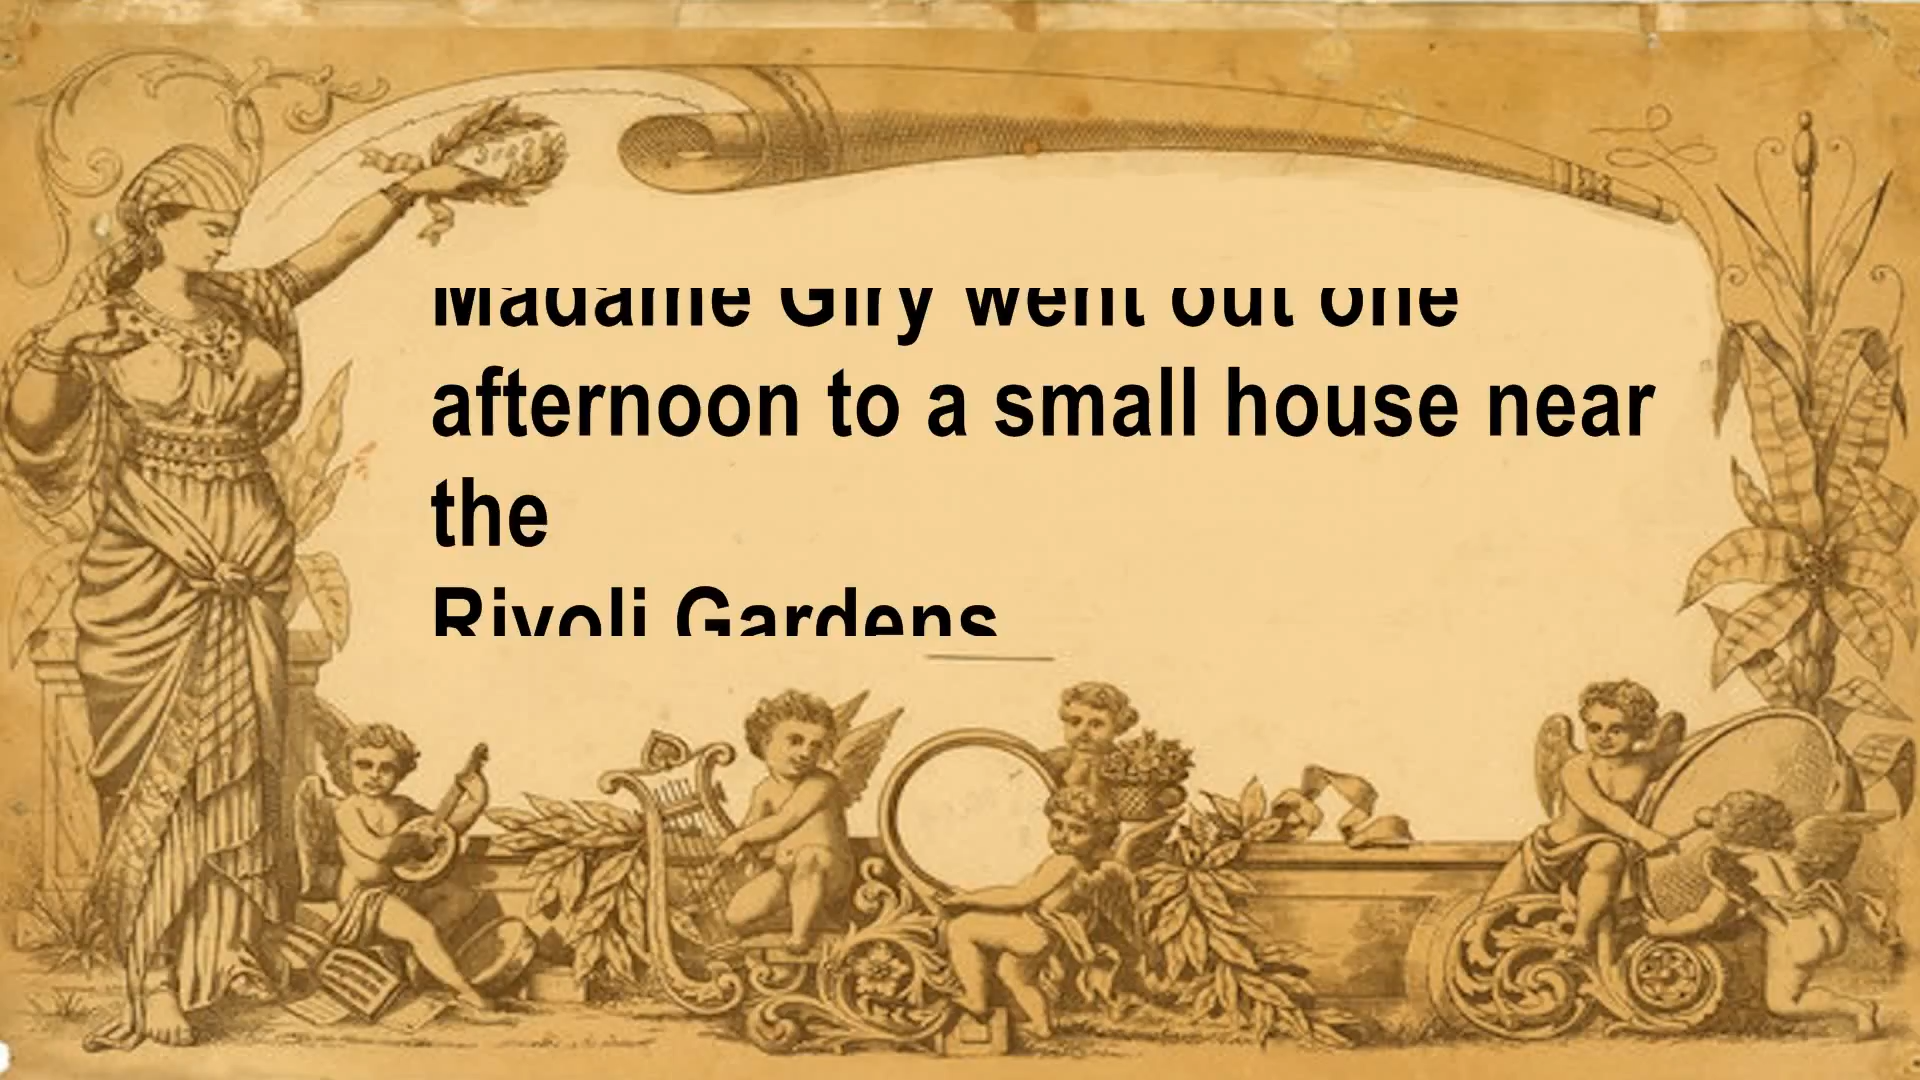 Madame Giry went out one
afternoon to a small house near
the
Rivoli Gardens